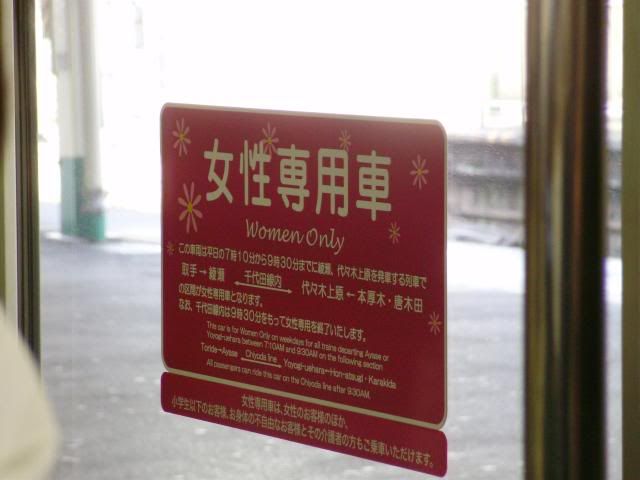 女性専用車
Women Only
この車両は平日の7時10分から9時30分までに綾瀬、代々木上原を発車する列車で
取手→綾瀬 千代田線内 代々木上原←本厚木・唐木田
の区間が女性専用車となります。
なお、千代田線内は9時30分をもって女性専用を終了いたします。
This car is for Women Only on weekdays for all trains departing Ayase or
Yoyogi-uehara between 7:10AM and 9:30AM on the following section
Toride→Ayase Chiyoda line Yoyogi-uehara←Hon-atsugi・Karakida
All passengers can ride this car on the Chiyoda line after 9:30AM.
女性専用車は、女性のお客様のほか、
小学生以下のお客様、お身体の不自由なお客様とその介護者の方もご乗車いただけます。